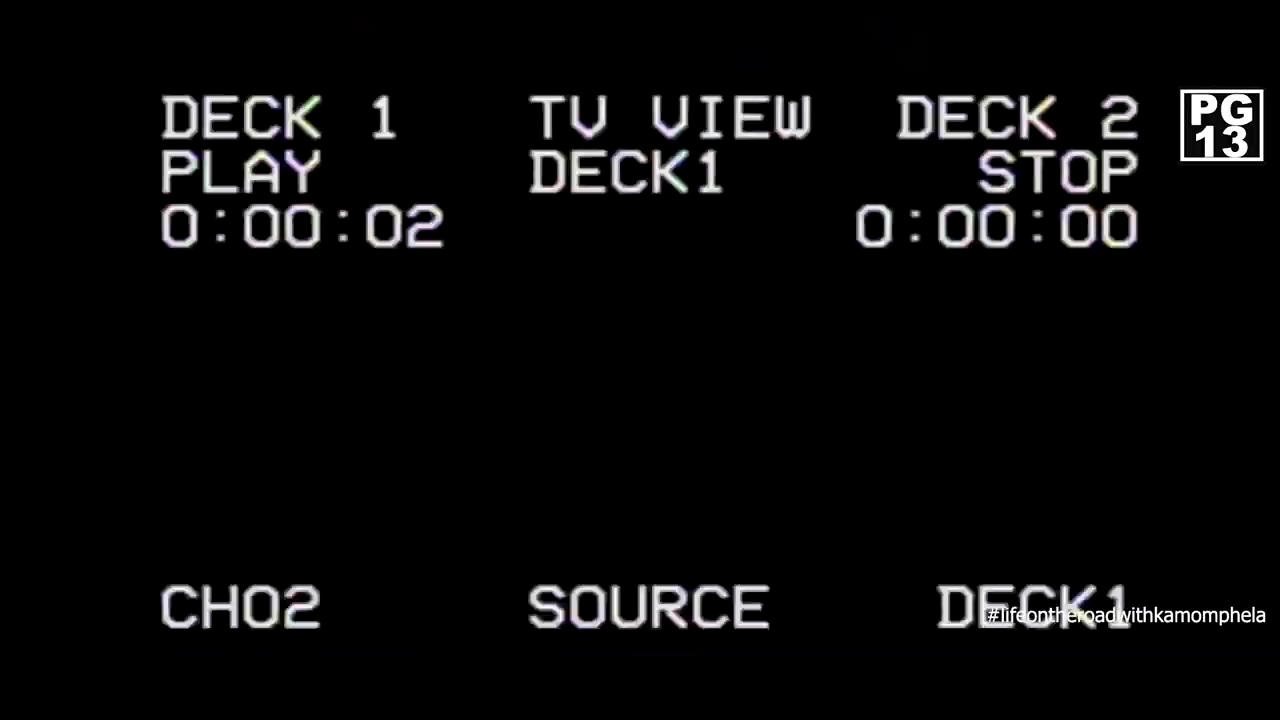 DECK 1 TV VIEW DECK 2
PLAY DECK1 STOP
0:00:02 0:00:00
PG
13
CH02 SOURCE DECK1
#lifeontheroadwithkamomphela